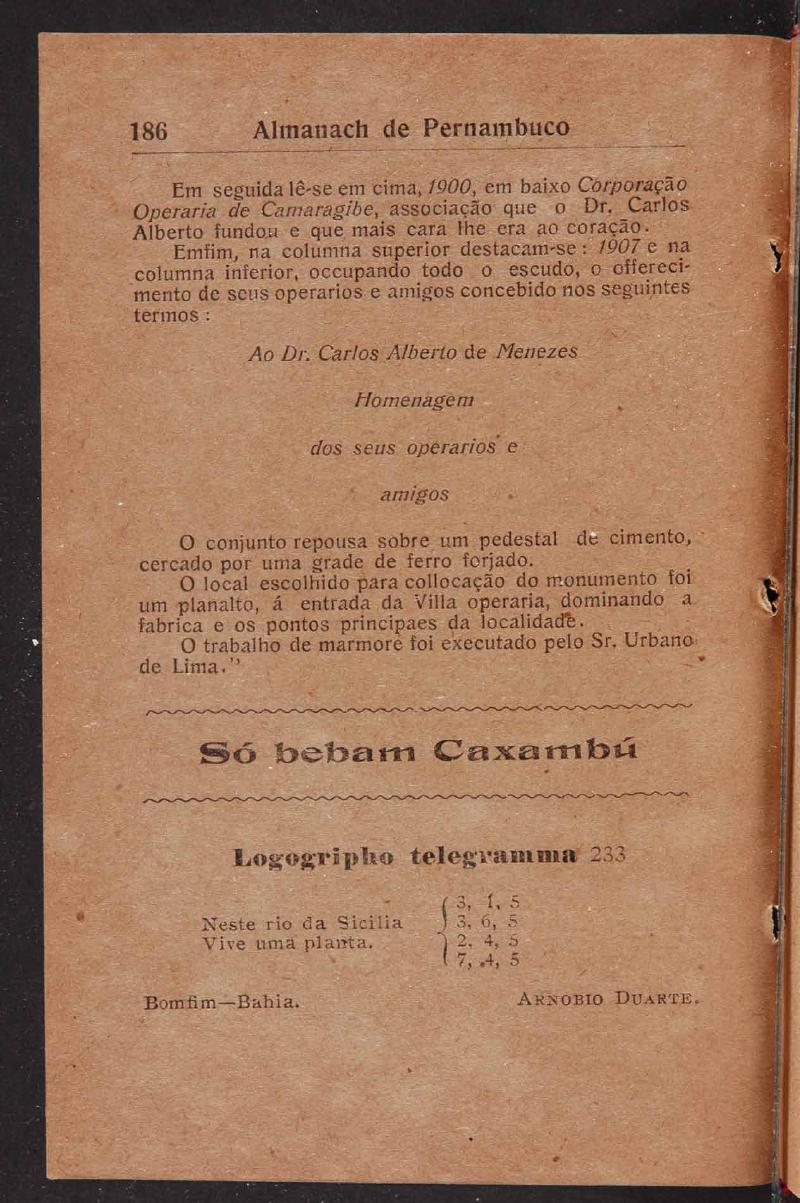 186 Almanach de Pernambuco
Em seguida lê-se em cima, 1900, em baixo Corporação
Operaria de Camaragibe, associação que o Dr. Carlos
Alberto fundou e que mais cara lhe era ao coração.
Emfim, na columna superior destacam-se : 1907 e na
columna inferior, occupando todo o escudo, o offereci-
mento de seus operarios e amigos concebido nos seguintes
termos :
Ao Dr. Carlos Alberto de Menezes
Homenagem
dos seus operarios e
amigos
O conjunto repousa sobre um pedestal de cimento,
cercado por uma grade de ferro forjado.
O local escolhido para collocação do monumento foi
um planalto, á entrada da Villa operaria, dominando a
fabrica e os pontos principaes da localidade.
O trabalho de marmore foi executado pelo Sr. Urbano
de Lima."
Só bebam Caxambú
Logogripho telegramma 233
3, 1, 5
Neste rio da Sicilia 3, 6, 5
Vive uma planta. 2, 4, 5
7, 4, 5
Bomfim—Bahia. ARNOBIO DUARTE.